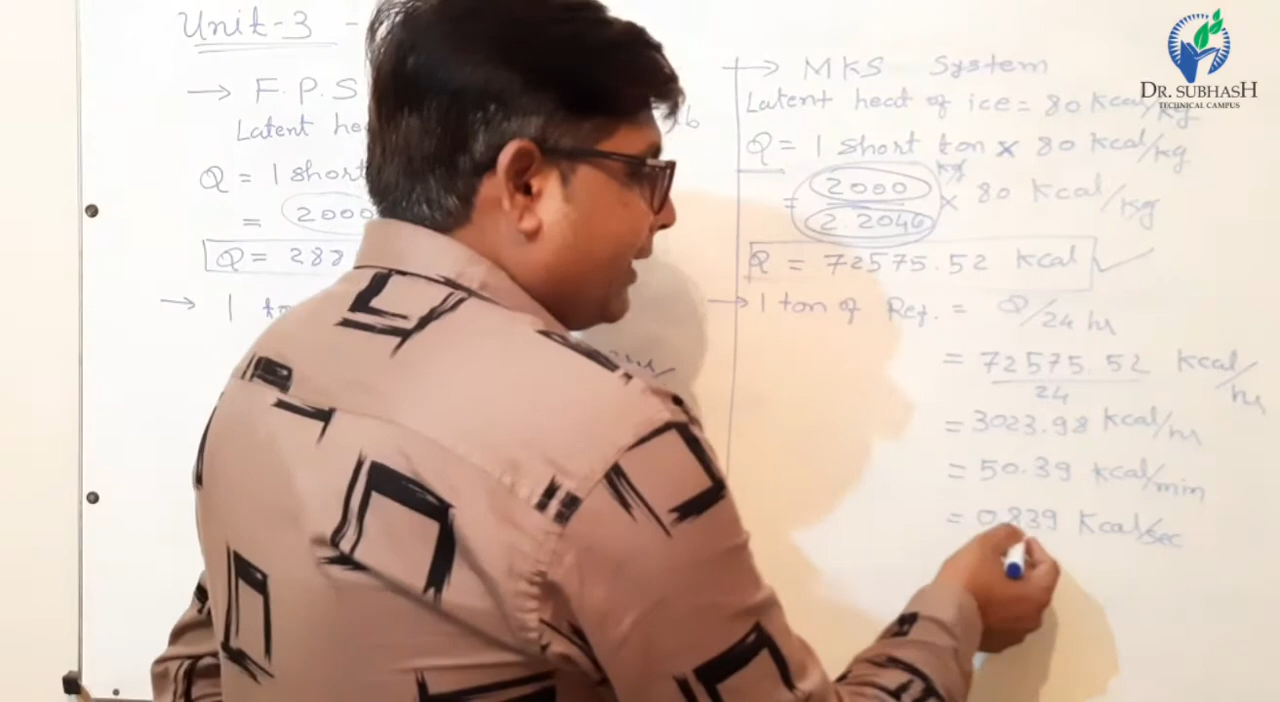 Unit-3 -
→ F.P.S
Latent he
Q = 1 short
= 2000
Q = 288
→ 1
→ MKS System
Latent heat of ice = 80 Kcal/kg
Q = 1 short ton x 80 kcal/kg
= 2000/2.2046 kg x 80 Kcal/kg
Q = 72575.52 Kcal
→ 1 ton of Ref. = Q/24 hr
= 72575.52/24 Kcal/hr
= 3023.98 Kcal/hr
= 50.39 Kcal/min
= 0.839 Kcal/sec
DR. SUBHASH
TECHNICAL CAMPUS